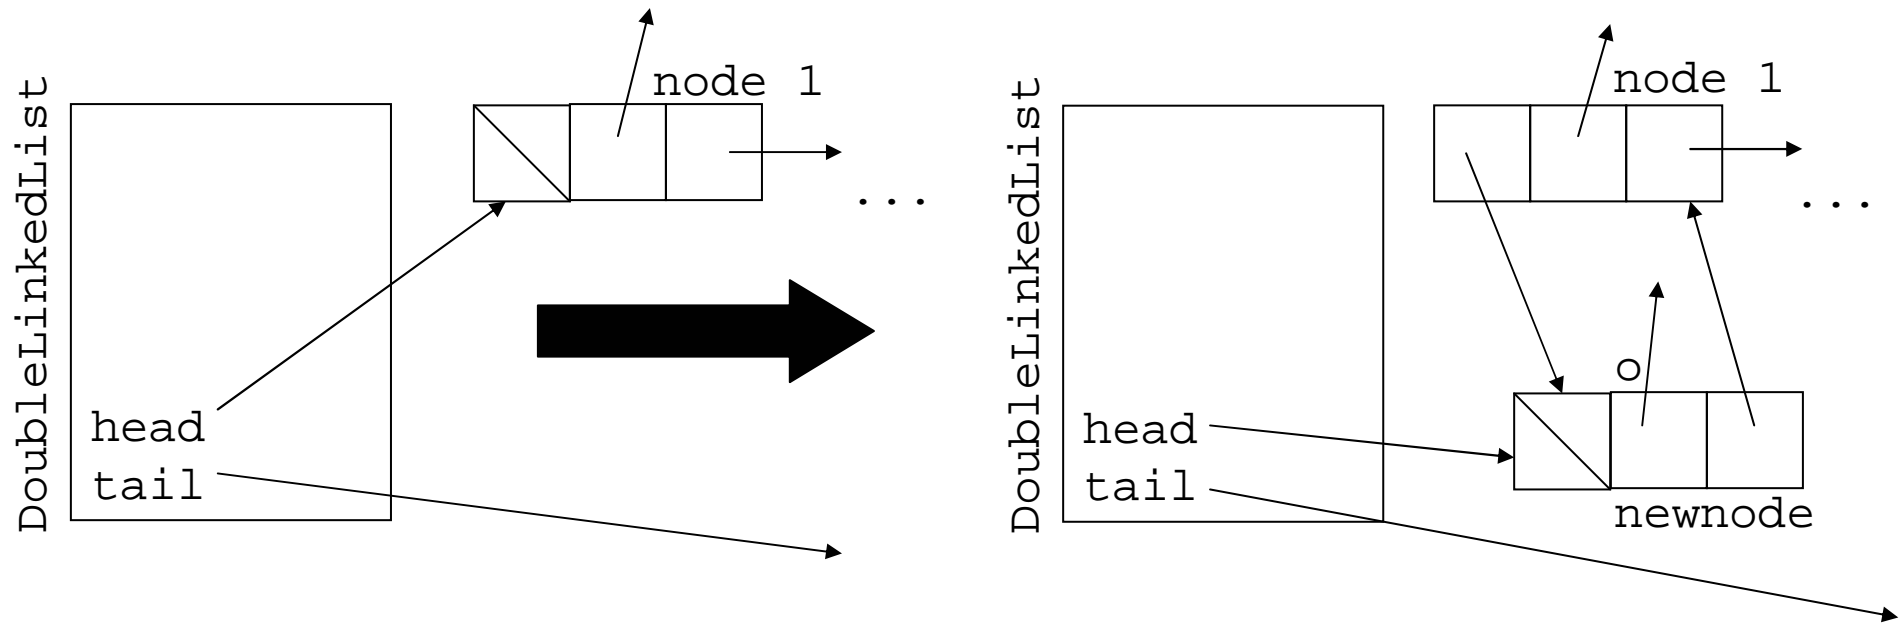 DoubleLinkedList
node 1
...
head
tail
DoubleLinkedList
node 1
...
o
head
tail
newnode